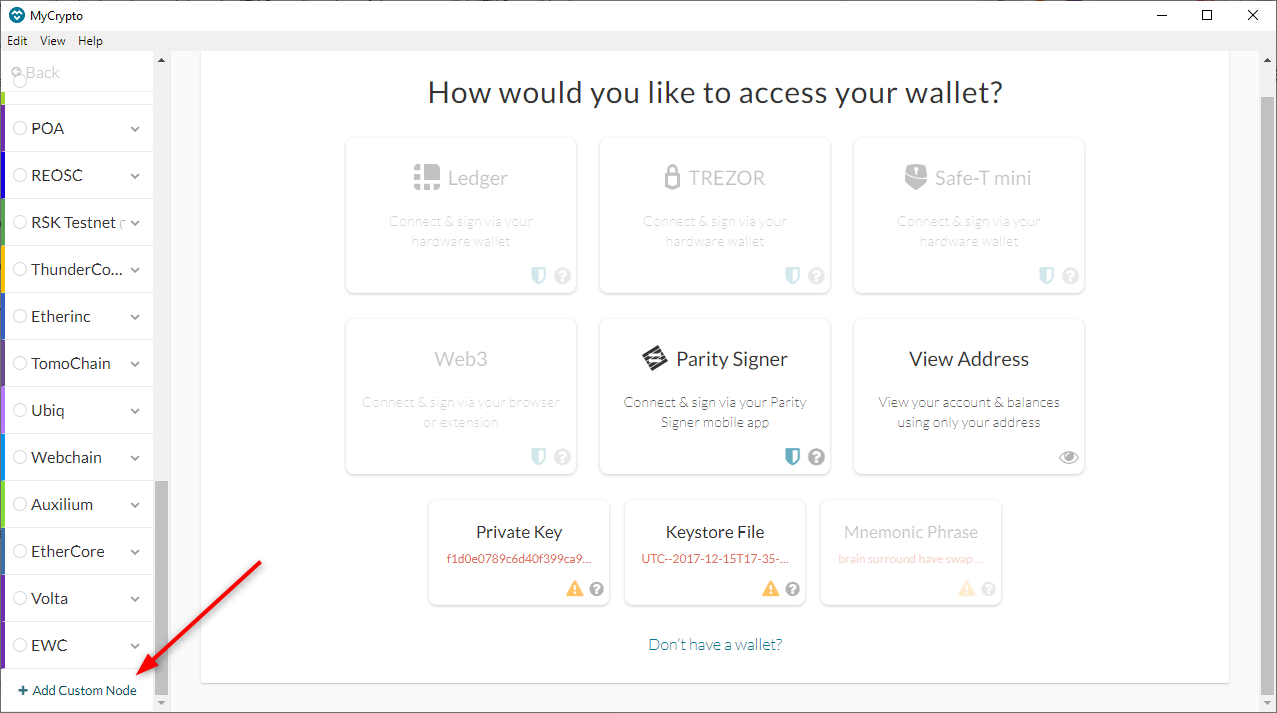 MyCrypto
Edit View Help
Back
POA
REOSC
RSK Testnet (
ThunderCo...
Etherinc
TomoChain
Ubiq
Webchain
Auxilium
EtherCore
Volta
EWC
+ Add Custom Node
How would you like to access your wallet?
Ledger
Connect & sign via your
hardware wallet
TREZOR
Connect & sign via your
hardware wallet
Safe-T mini
Connect & sign via your
hardware wallet
Web3
Connect & sign via your browser
or extension
Parity Signer
Connect & sign via your Parity
Signer mobile app
View Address
View your account & balances
using only your address
Private Key
f1d0e0789c6d40f399ca9...
Keystore File
UTC--2017-12-15T17-35-...
Mnemonic Phrase
brain surround have swap ...
Don't have a wallet?